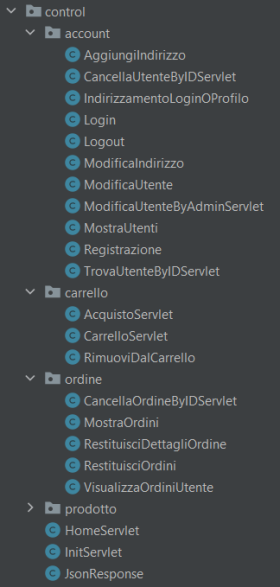 control
account
AggiungiIndirizzo
CancellaUtenteByIDServlet
IndirizzamentoLoginOProfilo
Login
Logout
ModificaIndirizzo
ModificaUtente
ModificaUtenteByAdminServlet
MostraUtenti
Registrazione
TrovaUtenteByIDServlet
carrello
AcquistoServlet
CarrelloServlet
RimuoviDalCarrello
ordine
CancellaOrdineByIDServlet
MostraOrdini
RestituisciDettagliOrdine
RestituisciOrdini
VisualizzaOrdiniUtente
prodotto
HomeServlet
InitServlet
JsonResponse